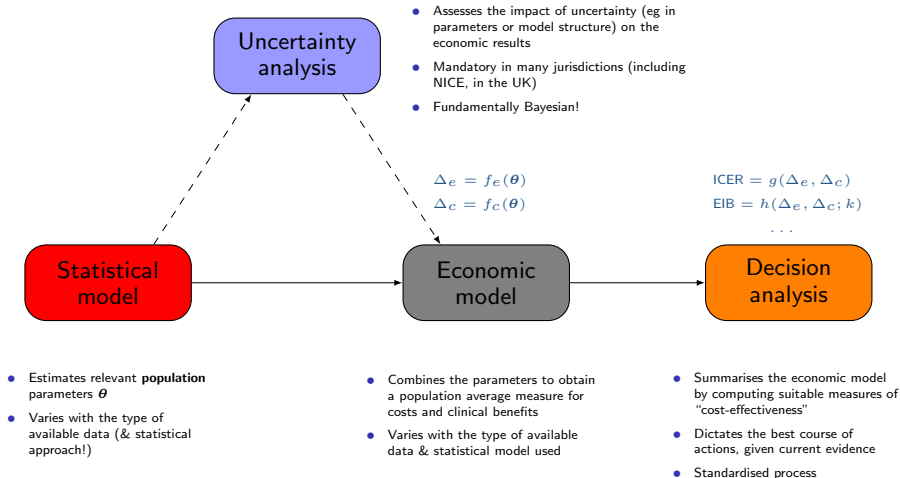 Uncertainty
analysis
• Assesses the impact of uncertainty (eg in
parameters or model structure) on the
economic results
• Mandatory in many jurisdictions (including
NICE, in the UK)
• Fundamentally Bayesian!
Δe = fe(θ)
Δc = fc(θ)
ICER = g(Δe, Δc)
EIB = h(Δe, Δc; k)
. . .
Statistical
model
Economic
model
Decision
analysis
• Estimates relevant population
parameters θ
• Varies with the type of
available data (& statistical
approach!)
• Combines the parameters to obtain
a population average measure for
costs and clinical benefits
• Varies with the type of available
data & statistical model used
• Summarises the economic model
by computing suitable measures of
“cost-effectiveness”
• Dictates the best course of
actions, given current evidence
• Standardised process